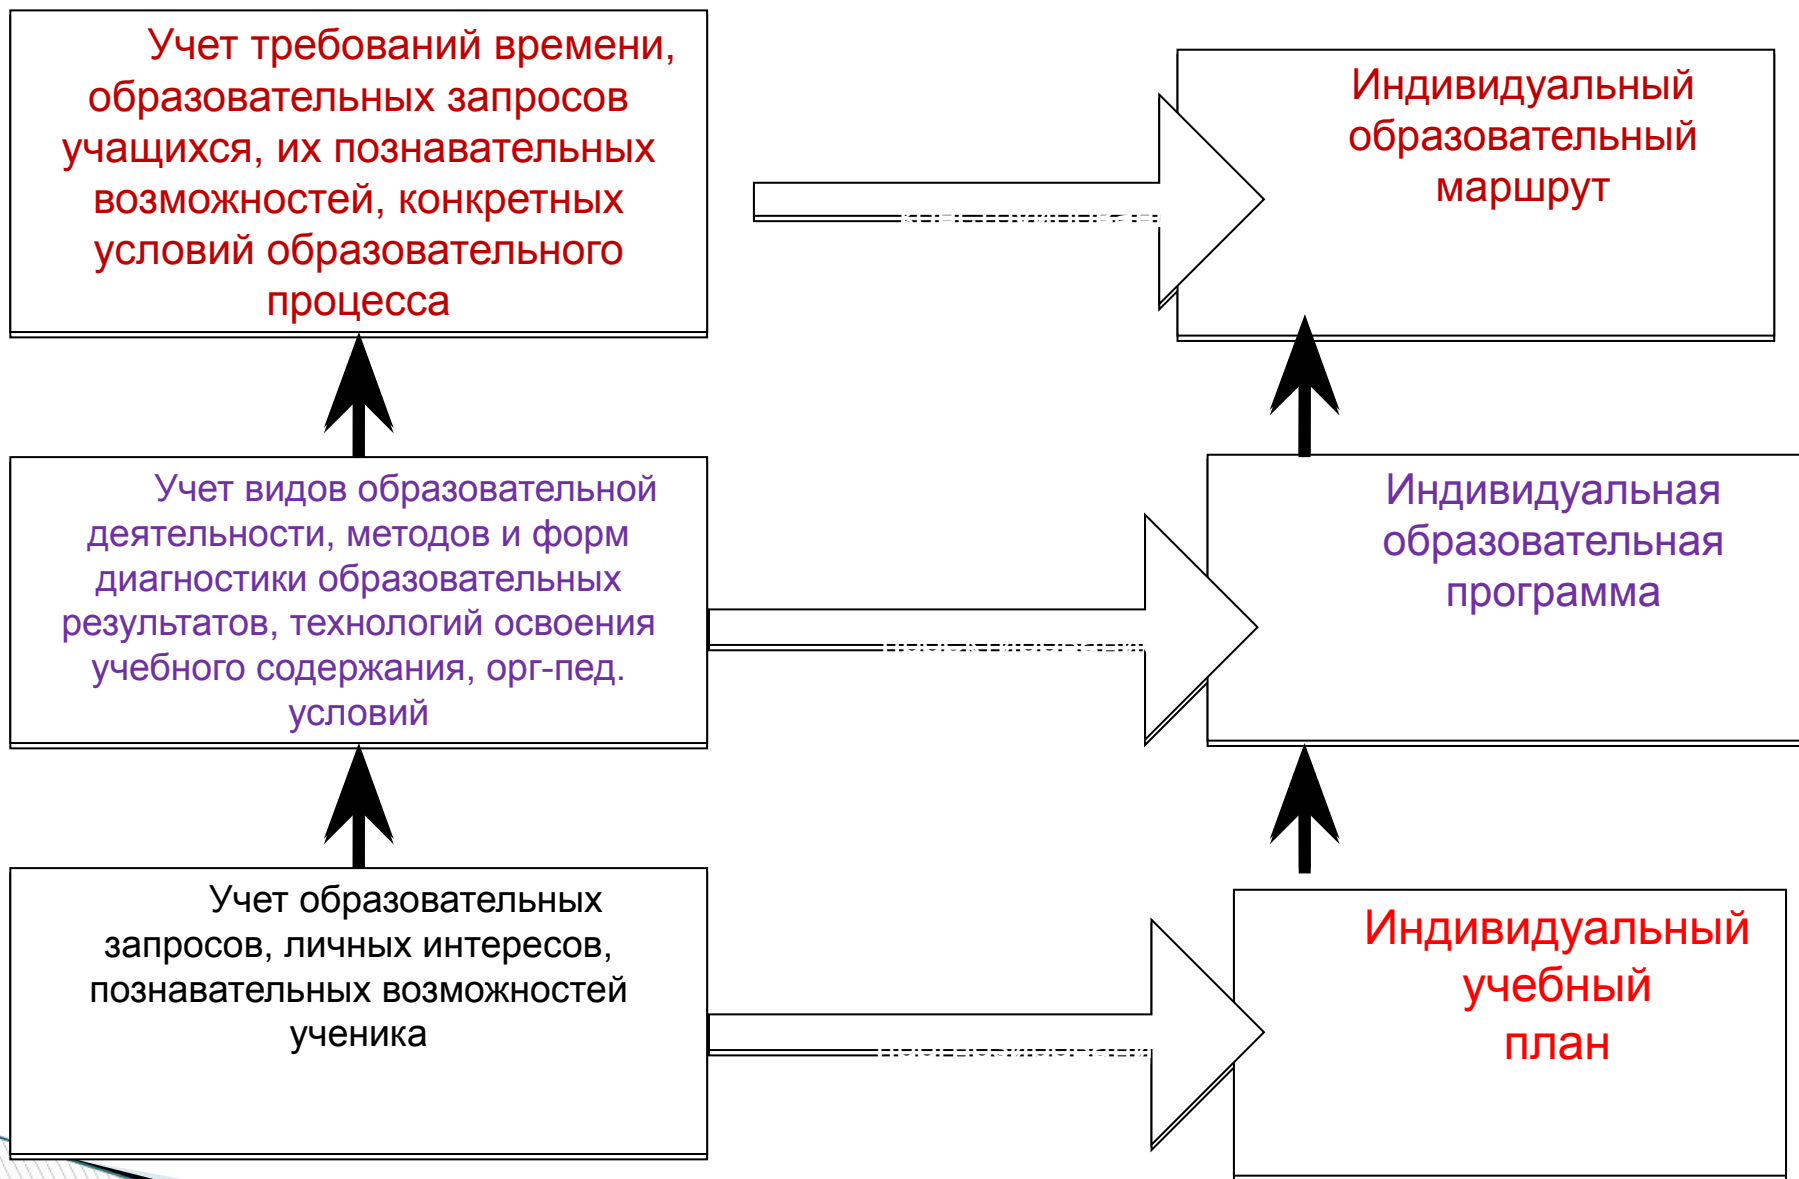 Учет требований времени,
образовательных запросов
учащихся, их познавательных
возможностей, конкретных
условий образовательного
процесса
Индивидуальный
образовательный
маршрут
Учет видов образовательной
деятельности, методов и форм
диагностики образовательных
результатов, технологий освоения
учебного содержания, орг-пед.
условий
Индивидуальная
образовательная
программа
Учет образовательных
запросов, личных интересов,
познавательных возможностей
ученика
Индивидуальный
учебный
план